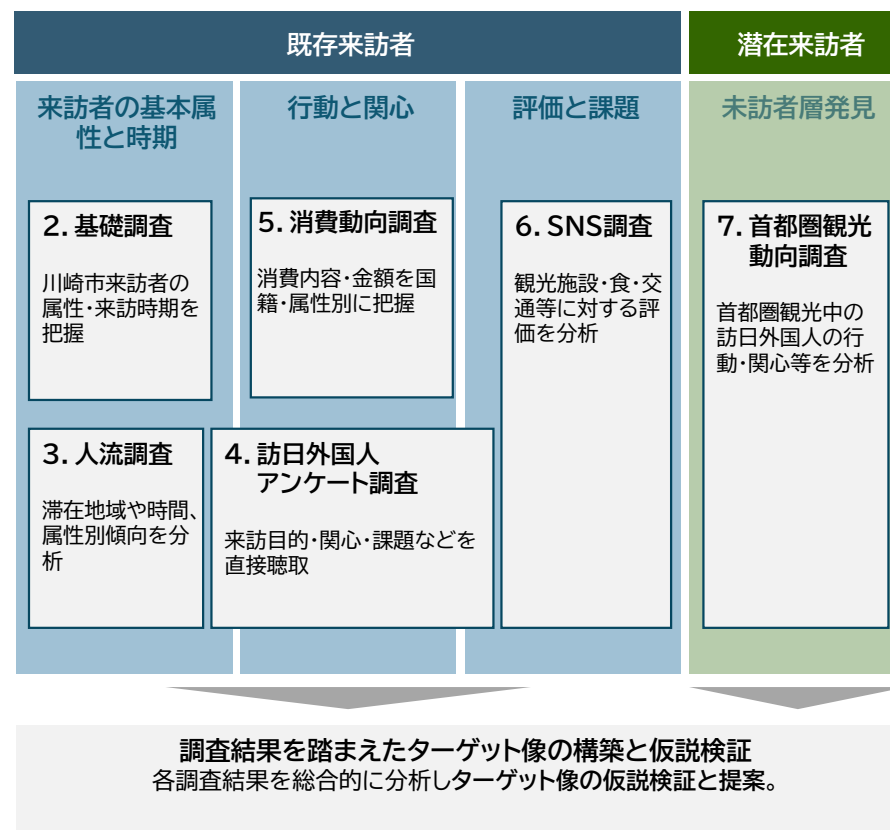 既存来訪者
潜在来訪者
来訪者の基本属
性と時期
行動と関心
評価と課題
未訪者層発見
2. 基礎調査
川崎市来訪者の
属性・来訪時期を
把握
5. 消費動向調査
消費内容・金額を国
籍・属性別に把握
6. SNS調査
観光施設・食・交
通等に対する評
価を分析
7. 首都圏観光
動向調査
首都圏観光中の
訪日外国人の行
動・関心等を分析
3. 人流調査
滞在地域や時間、
属性別傾向を分
析
4. 訪日外国人
アンケート調査
来訪目的・関心・課題などを
直接聴取
調査結果を踏まえたターゲット像の構築と仮説検証
各調査結果を総合的に分析しターゲット像の仮説検証と提案。